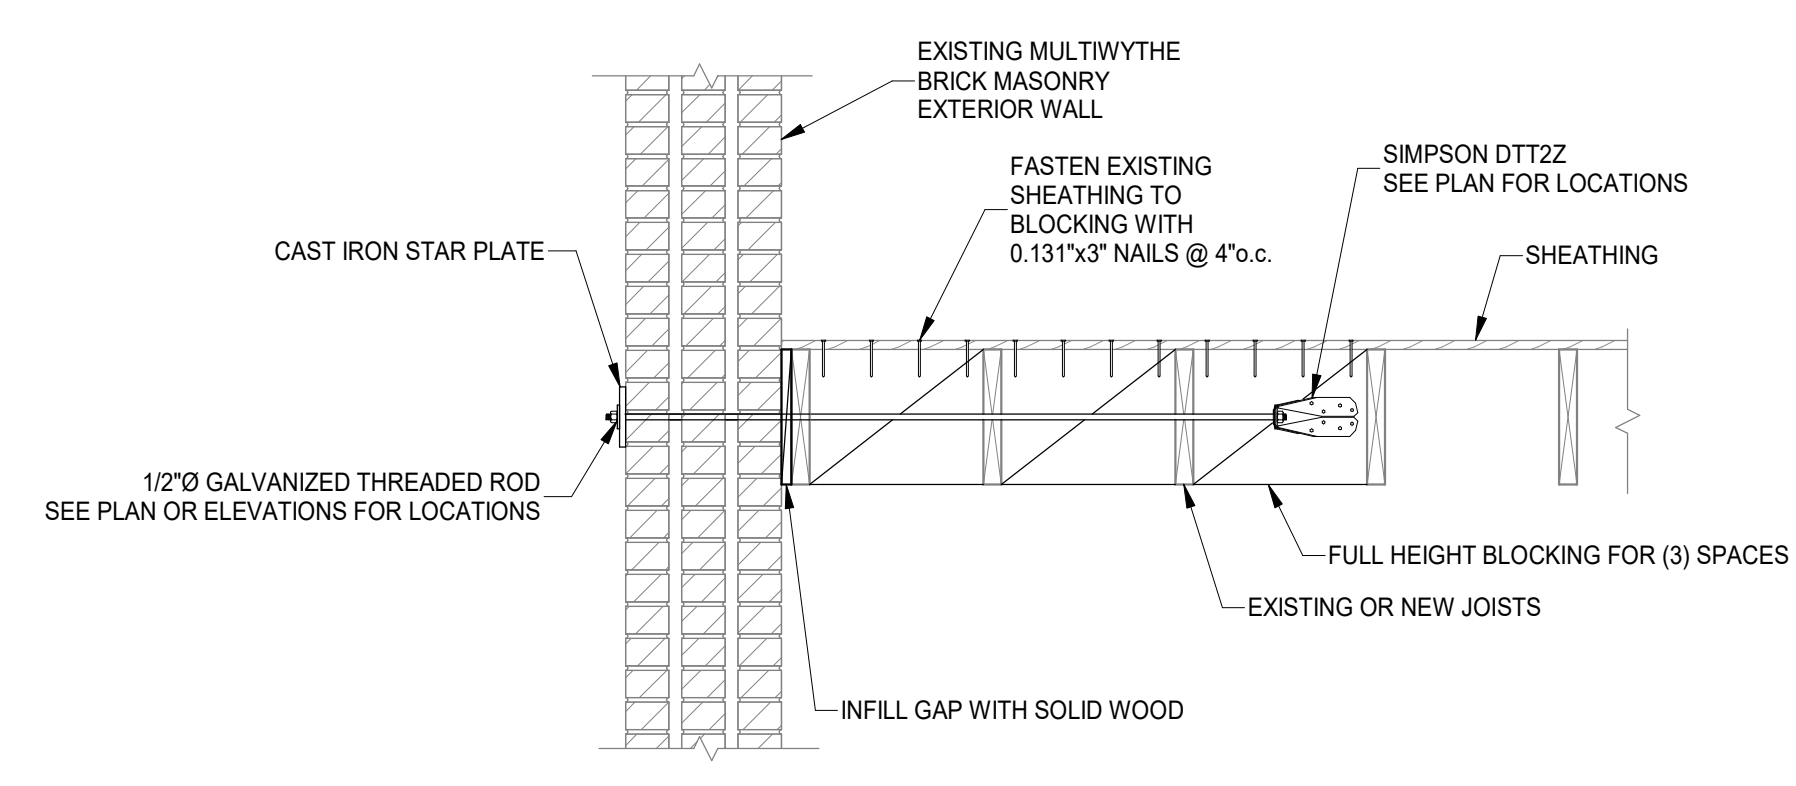 EXISTING MULTIWYTHE
BRICK MASONRY
EXTERIOR WALL
SIMPSON DTT2Z
SEE PLAN FOR LOCATIONS
FASTEN EXISTING
SHEATHING TO
BLOCKING WITH
0.131"x3" NAILS @ 4"o.c.
CAST IRON STAR PLATE
SHEATHING
1/2"Ø GALVANIZED THREADED ROD
SEE PLAN OR ELEVATIONS FOR LOCATIONS
FULL HEIGHT BLOCKING FOR (3) SPACES
EXISTING OR NEW JOISTS
INFILL GAP WITH SOLID WOOD